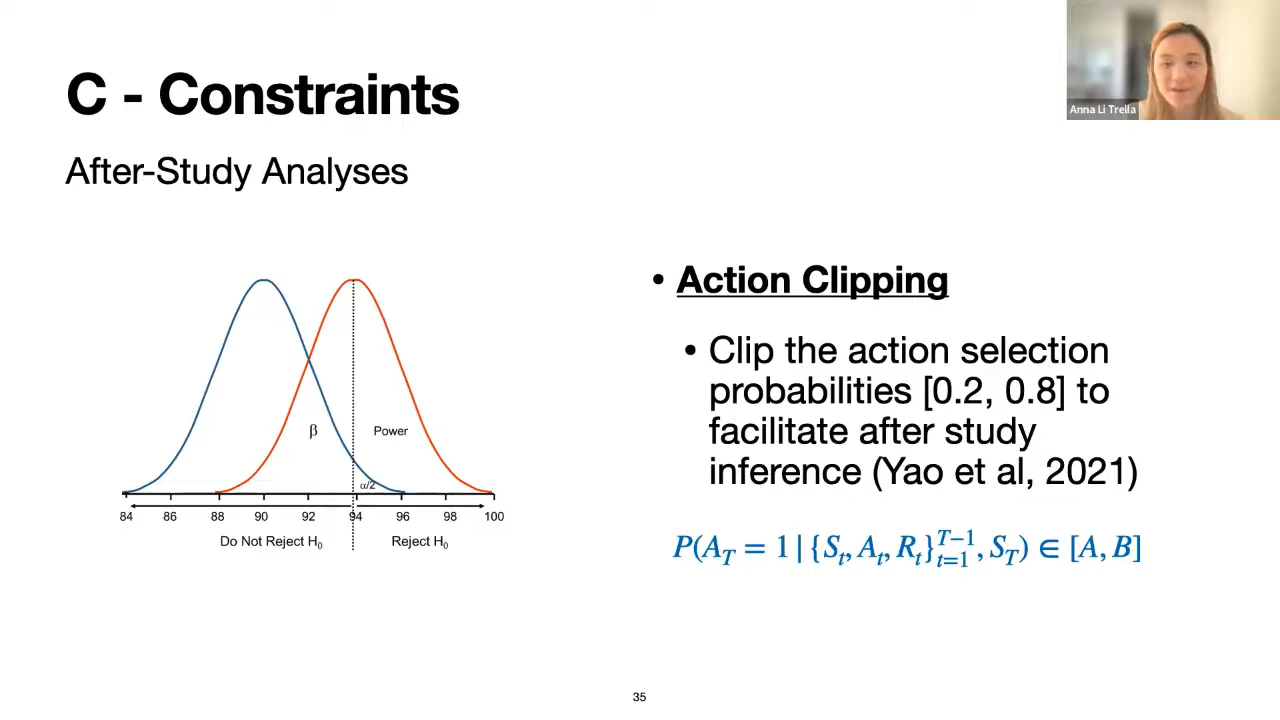 C - Constraints
Anna Li Trella
After-Study Analyses
• Action Clipping
• Clip the action selection
probabilities [0.2, 0.8] to
facilitate after study
inference (Yao et al, 2021)
P(A_T = 1 | {S_t, A_t, R_t}_{t=1}^{T−1}, S_T) ∈ [A, B]
β
Power
α/2
84 86 88 90 92 94 96 98 100
Do Not Reject H₀
Reject H₀
35